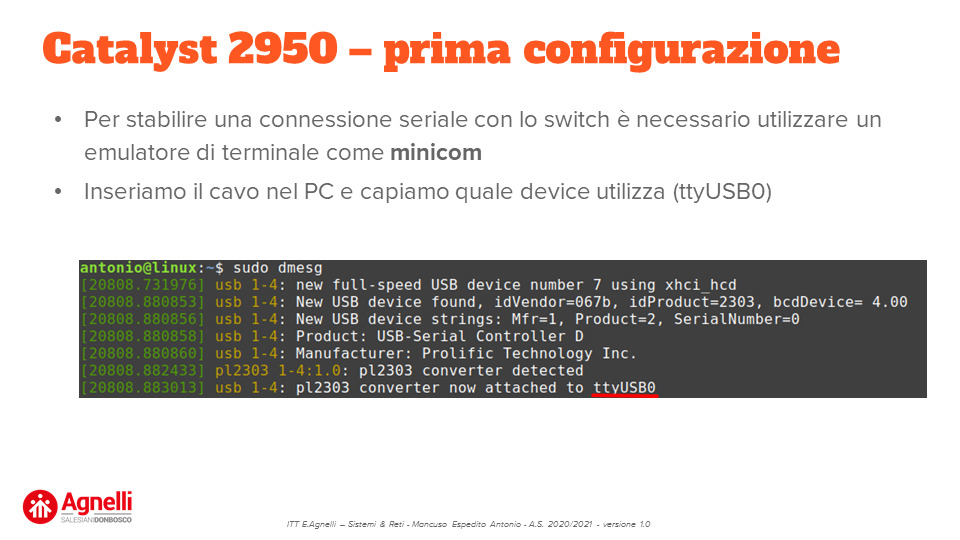 Catalyst 2950 – prima configurazione
• Per stabilire una connessione seriale con lo switch è necessario utilizzare un
emulatore di terminale come minicom
• Inseriamo il cavo nel PC e capiamo quale device utilizza (ttyUSB0)
antonio@linux:~$ sudo dmesg
[20808.731976] usb 1-4: new full-speed USB device number 7 using xhci_hcd
[20808.880853] usb 1-4: New USB device found, idVendor=067b, idProduct=2303, bcdDevice= 4.00
[20808.880856] usb 1-4: New USB device strings: Mfr=1, Product=2, SerialNumber=0
[20808.880858] usb 1-4: Product: USB-Serial Controller D
[20808.880860] usb 1-4: Manufacturer: Prolific Technology Inc.
[20808.882433] pl2303 1-4:1.0: pl2303 converter detected
[20808.883013] usb 1-4: pl2303 converter now attached to ttyUSB0
Agnelli
SALESIANI DONBOSCO
ITT E.Agnelli – Sistemi & Reti - Mancuso Espedito Antonio - A.S. 2020/2021 - versione 1.0